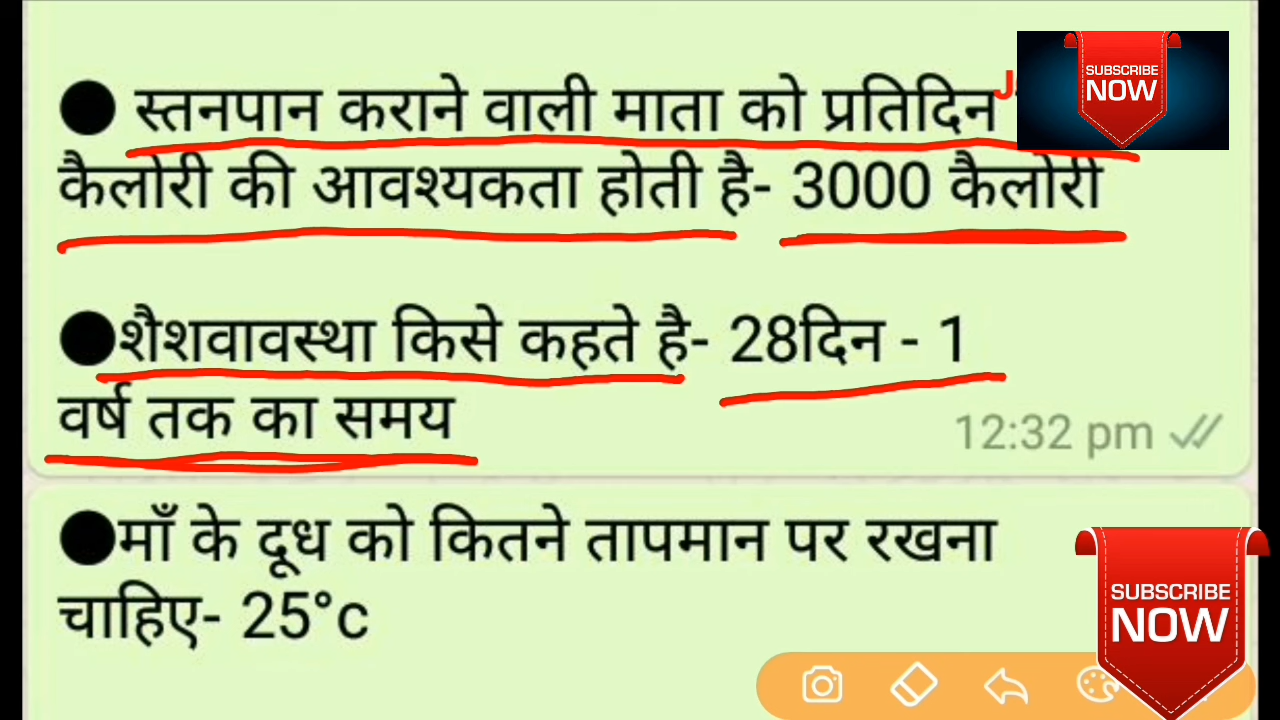 SUBSCRIBE
NOW
● स्तनपान कराने वाली माता को प्रतिदिन
कैलोरी की आवश्यकता होती है- 3000 कैलोरी
●शैशवावस्था किसे कहते है- 28दिन - 1
वर्ष तक का समय
12:32 pm
●माँ के दूध को कितने तापमान पर रखना
चाहिए- 25°c
SUBSCRIBE
NOW